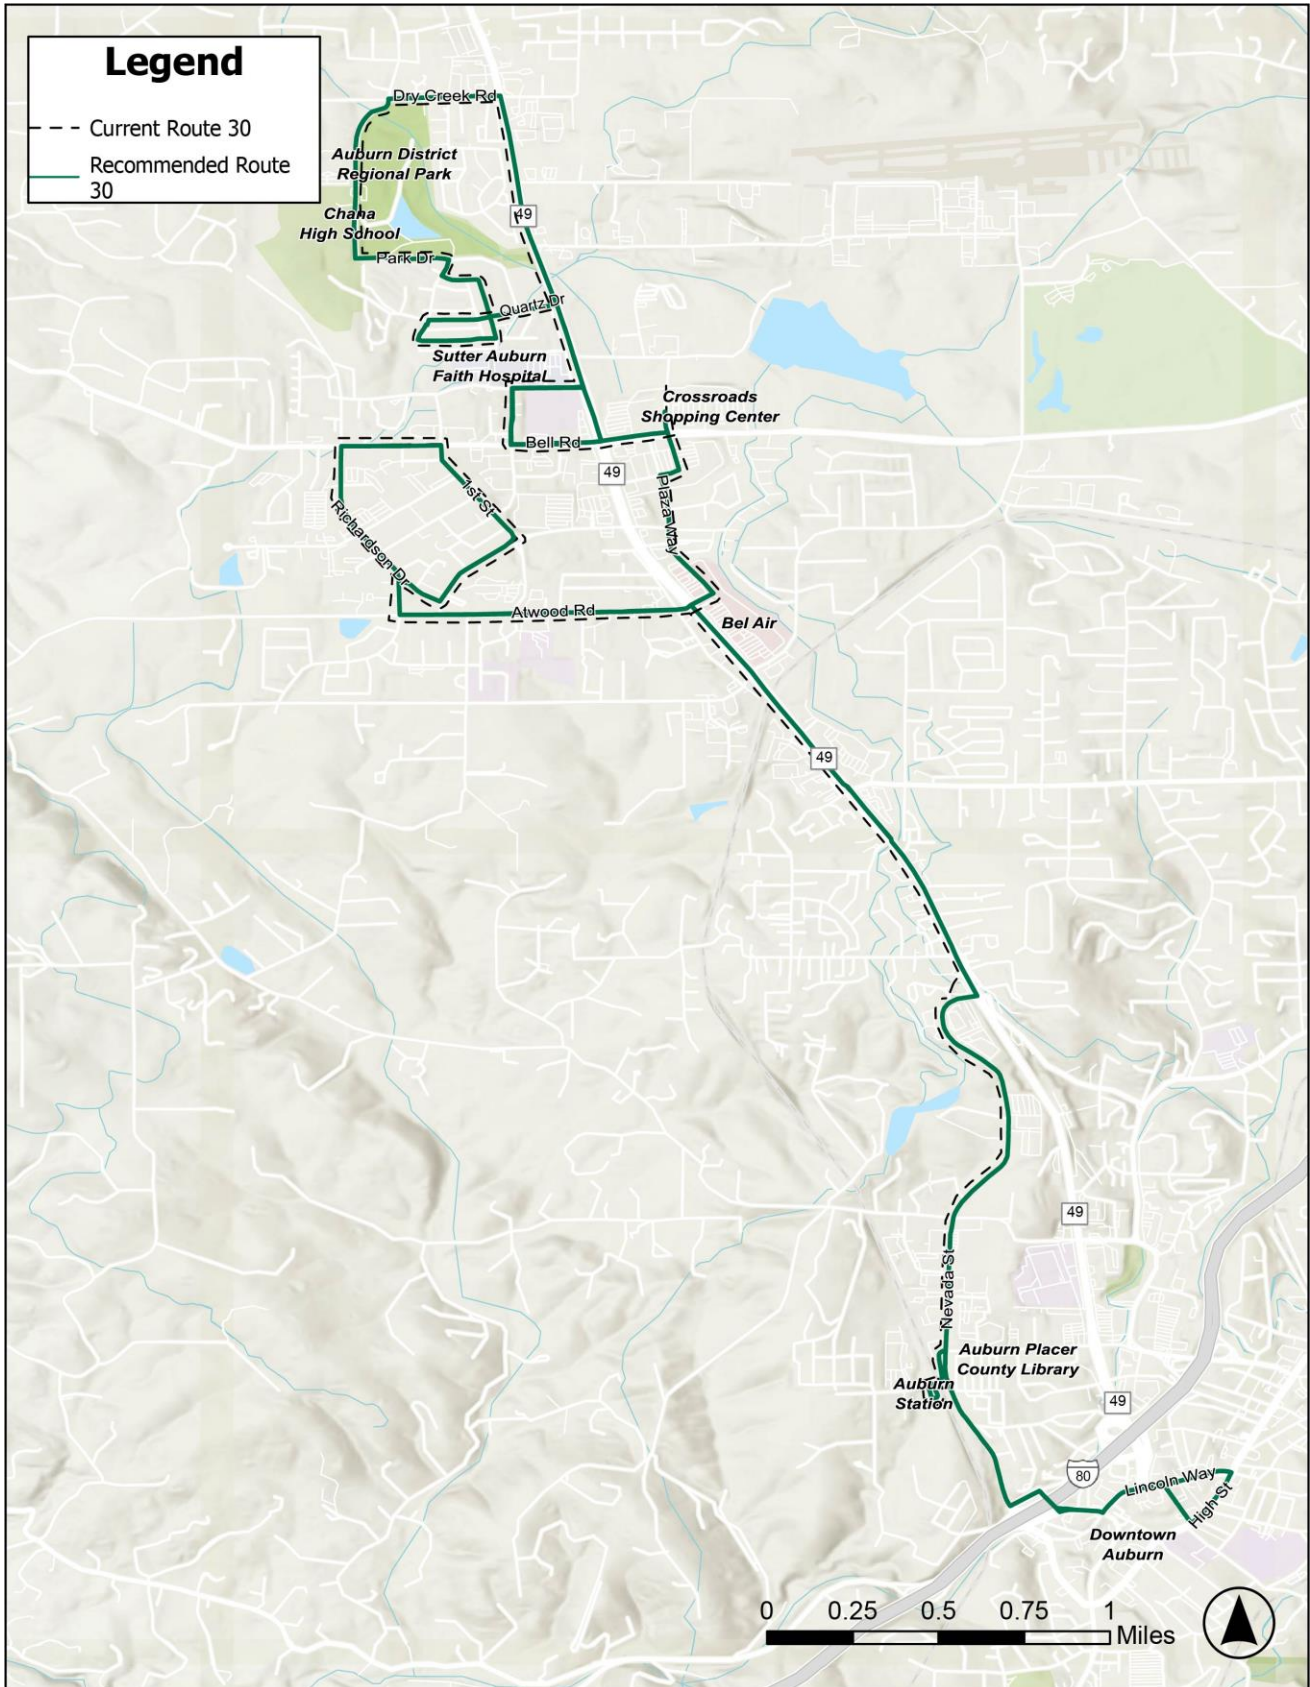 Legend
Current Route 30
Recommended Route
30
Dry Creek Rd
Auburn District
Regional Park
49
Chana
High School
Park Dr
Quartz Dr
Sutter Auburn
Faith Hospital
Crossroads
Shopping Center
Bell Rd
49
1st St
Plaza Way
Richardson Dr
Atwood Rd
Bel Air
49
49
Nevada St
Auburn Placer
County Library
Auburn
Station
49
80
Lincoln Way
High St
Downtown
Auburn
0 0.25 0.5 0.75 1
Miles